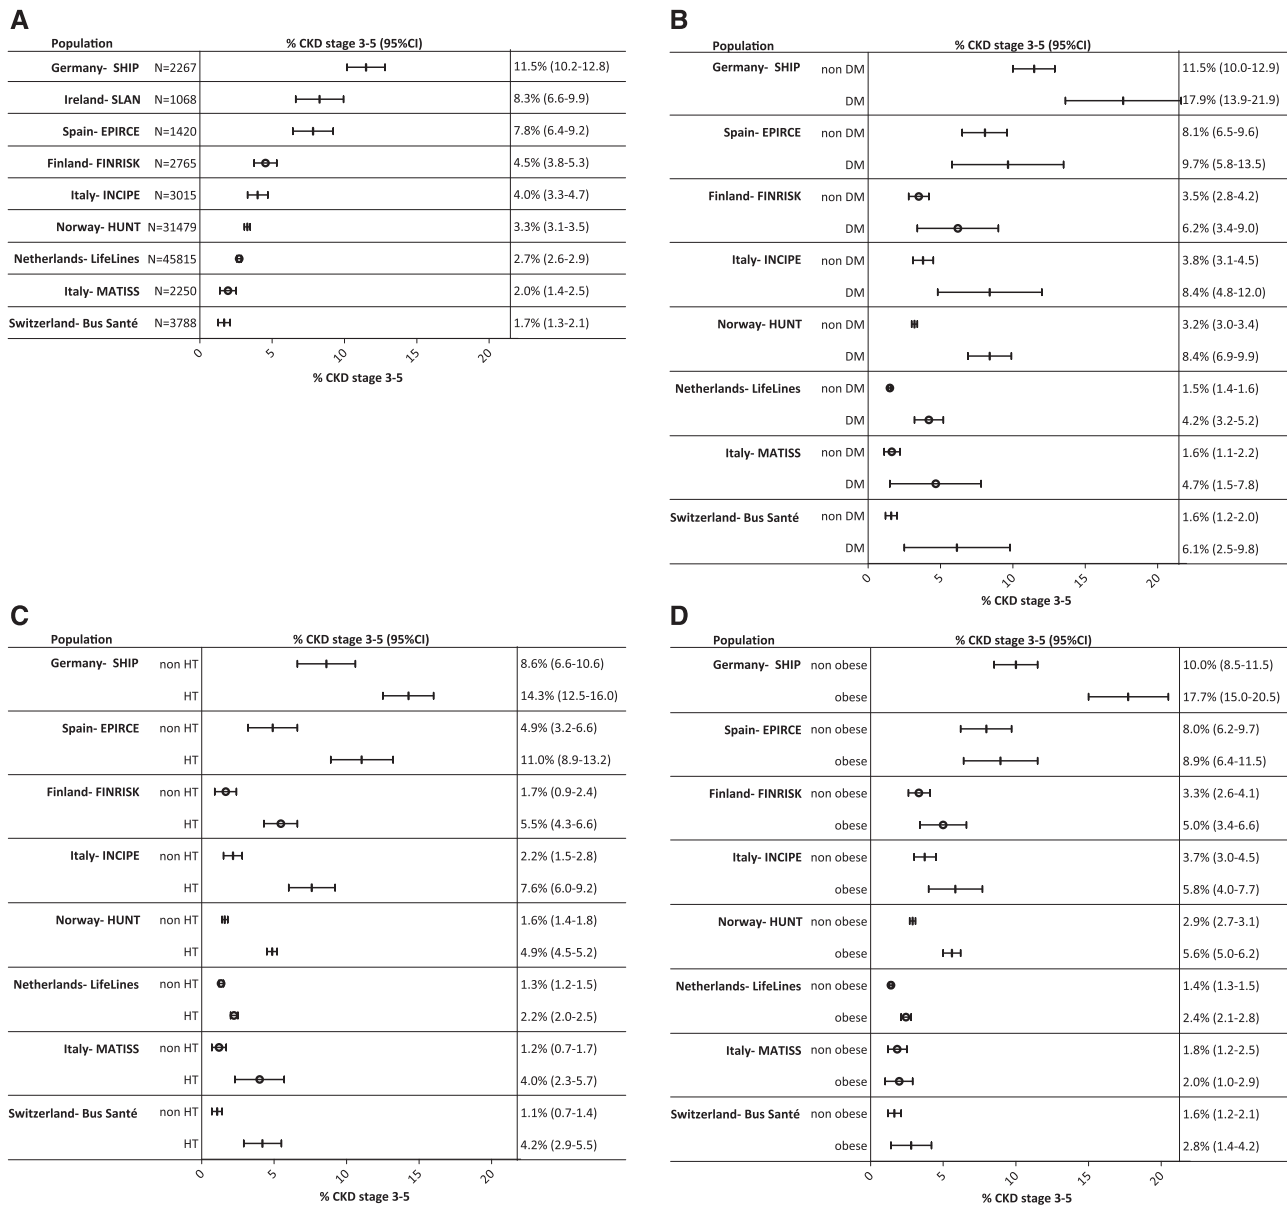 A
Population % CKD stage 3-5 (95%CI)
Germany- SHIP N=2267 11.5% (10.2-12.8)
Ireland- SLAN N=1068 8.3% (6.6-9.9)
Spain- EPIRCE N=1420 7.8% (6.4-9.2)
Finland- FINRISK N=2765 4.5% (3.8-5.3)
Italy- INCIPE N=3015 4.0% (3.3-4.7)
Norway- HUNT N=31479 3.3% (3.1-3.5)
Netherlands- LifeLines N=45815 2.7% (2.6-2.9)
Italy- MATISS N=2250 2.0% (1.4-2.5)
Switzerland- Bus Santé N=3788 1.7% (1.3-2.1)
0 5 10 15 20
% CKD stage 3-5
B
Population % CKD stage 3-5 (95%CI)
Germany- SHIP non DM 11.5% (10.0-12.9)
DM 17.9% (13.9-21.9)
Spain- EPIRCE non DM 8.1% (6.5-9.6)
DM 9.7% (5.8-13.5)
Finland- FINRISK non DM 3.5% (2.8-4.2)
DM 6.2% (3.4-9.0)
Italy- INCIPE non DM 3.8% (3.1-4.5)
DM 8.4% (4.8-12.0)
Norway- HUNT non DM 3.2% (3.0-3.4)
DM 8.4% (6.9-9.9)
Netherlands- LifeLines non DM 1.5% (1.4-1.6)
DM 4.2% (3.2-5.2)
Italy- MATISS non DM 1.6% (1.1-2.2)
DM 4.7% (1.5-7.8)
Switzerland- Bus Santé non DM 1.6% (1.2-2.0)
DM 6.1% (2.5-9.8)
0 5 10 15 20
% CKD stage 3-5
C
Population % CKD stage 3-5 (95%CI)
Germany- SHIP non HT 8.6% (6.6-10.6)
HT 14.3% (12.5-16.0)
Spain- EPIRCE non HT 4.9% (3.2-6.6)
HT 11.0% (8.9-13.2)
Finland- FINRISK non HT 1.7% (0.9-2.4)
HT 5.5% (4.3-6.6)
Italy- INCIPE non HT 2.2% (1.5-2.8)
HT 7.6% (6.0-9.2)
Norway- HUNT non HT 1.6% (1.4-1.8)
HT 4.9% (4.5-5.2)
Netherlands- LifeLines non HT 1.3% (1.2-1.5)
HT 2.2% (2.0-2.5)
Italy- MATISS non HT 1.2% (0.7-1.7)
HT 4.0% (2.3-5.7)
Switzerland- Bus Santé non HT 1.1% (0.7-1.4)
HT 4.2% (2.9-5.5)
0 5 10 15 20
% CKD stage 3-5
D
Population % CKD stage 3-5 (95%CI)
Germany- SHIP non obese 10.0% (8.5-11.5)
obese 17.7% (15.0-20.5)
Spain- EPIRCE non obese 8.0% (6.2-9.7)
obese 8.9% (6.4-11.5)
Finland- FINRISK non obese 3.3% (2.6-4.1)
obese 5.0% (3.4-6.6)
Italy- INCIPE non obese 3.7% (3.0-4.5)
obese 5.8% (4.0-7.7)
Norway- HUNT non obese 2.9% (2.7-3.1)
obese 5.6% (5.0-6.2)
Netherlands- LifeLines non obese 1.4% (1.3-1.5)
obese 2.4% (2.1-2.8)
Italy- MATISS non obese 1.8% (1.2-2.5)
obese 2.0% (1.0-2.9)
Switzerland- Bus Santé non obese 1.6% (1.2-2.1)
obese 2.8% (1.4-4.2)
0 5 10 15 20
% CKD stage 3-5